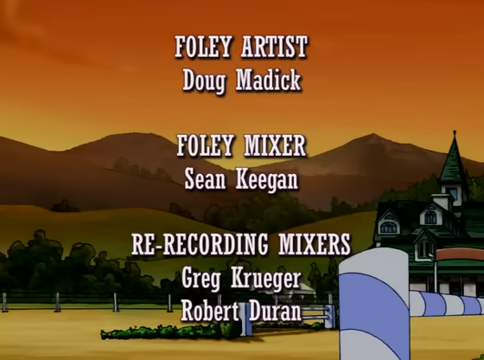 FOLEY ARTIST
Doug Madick
FOLEY MIXER
Sean Keegan
RE-RECORDING MIXERS
Greg Krueger
Robert Duran